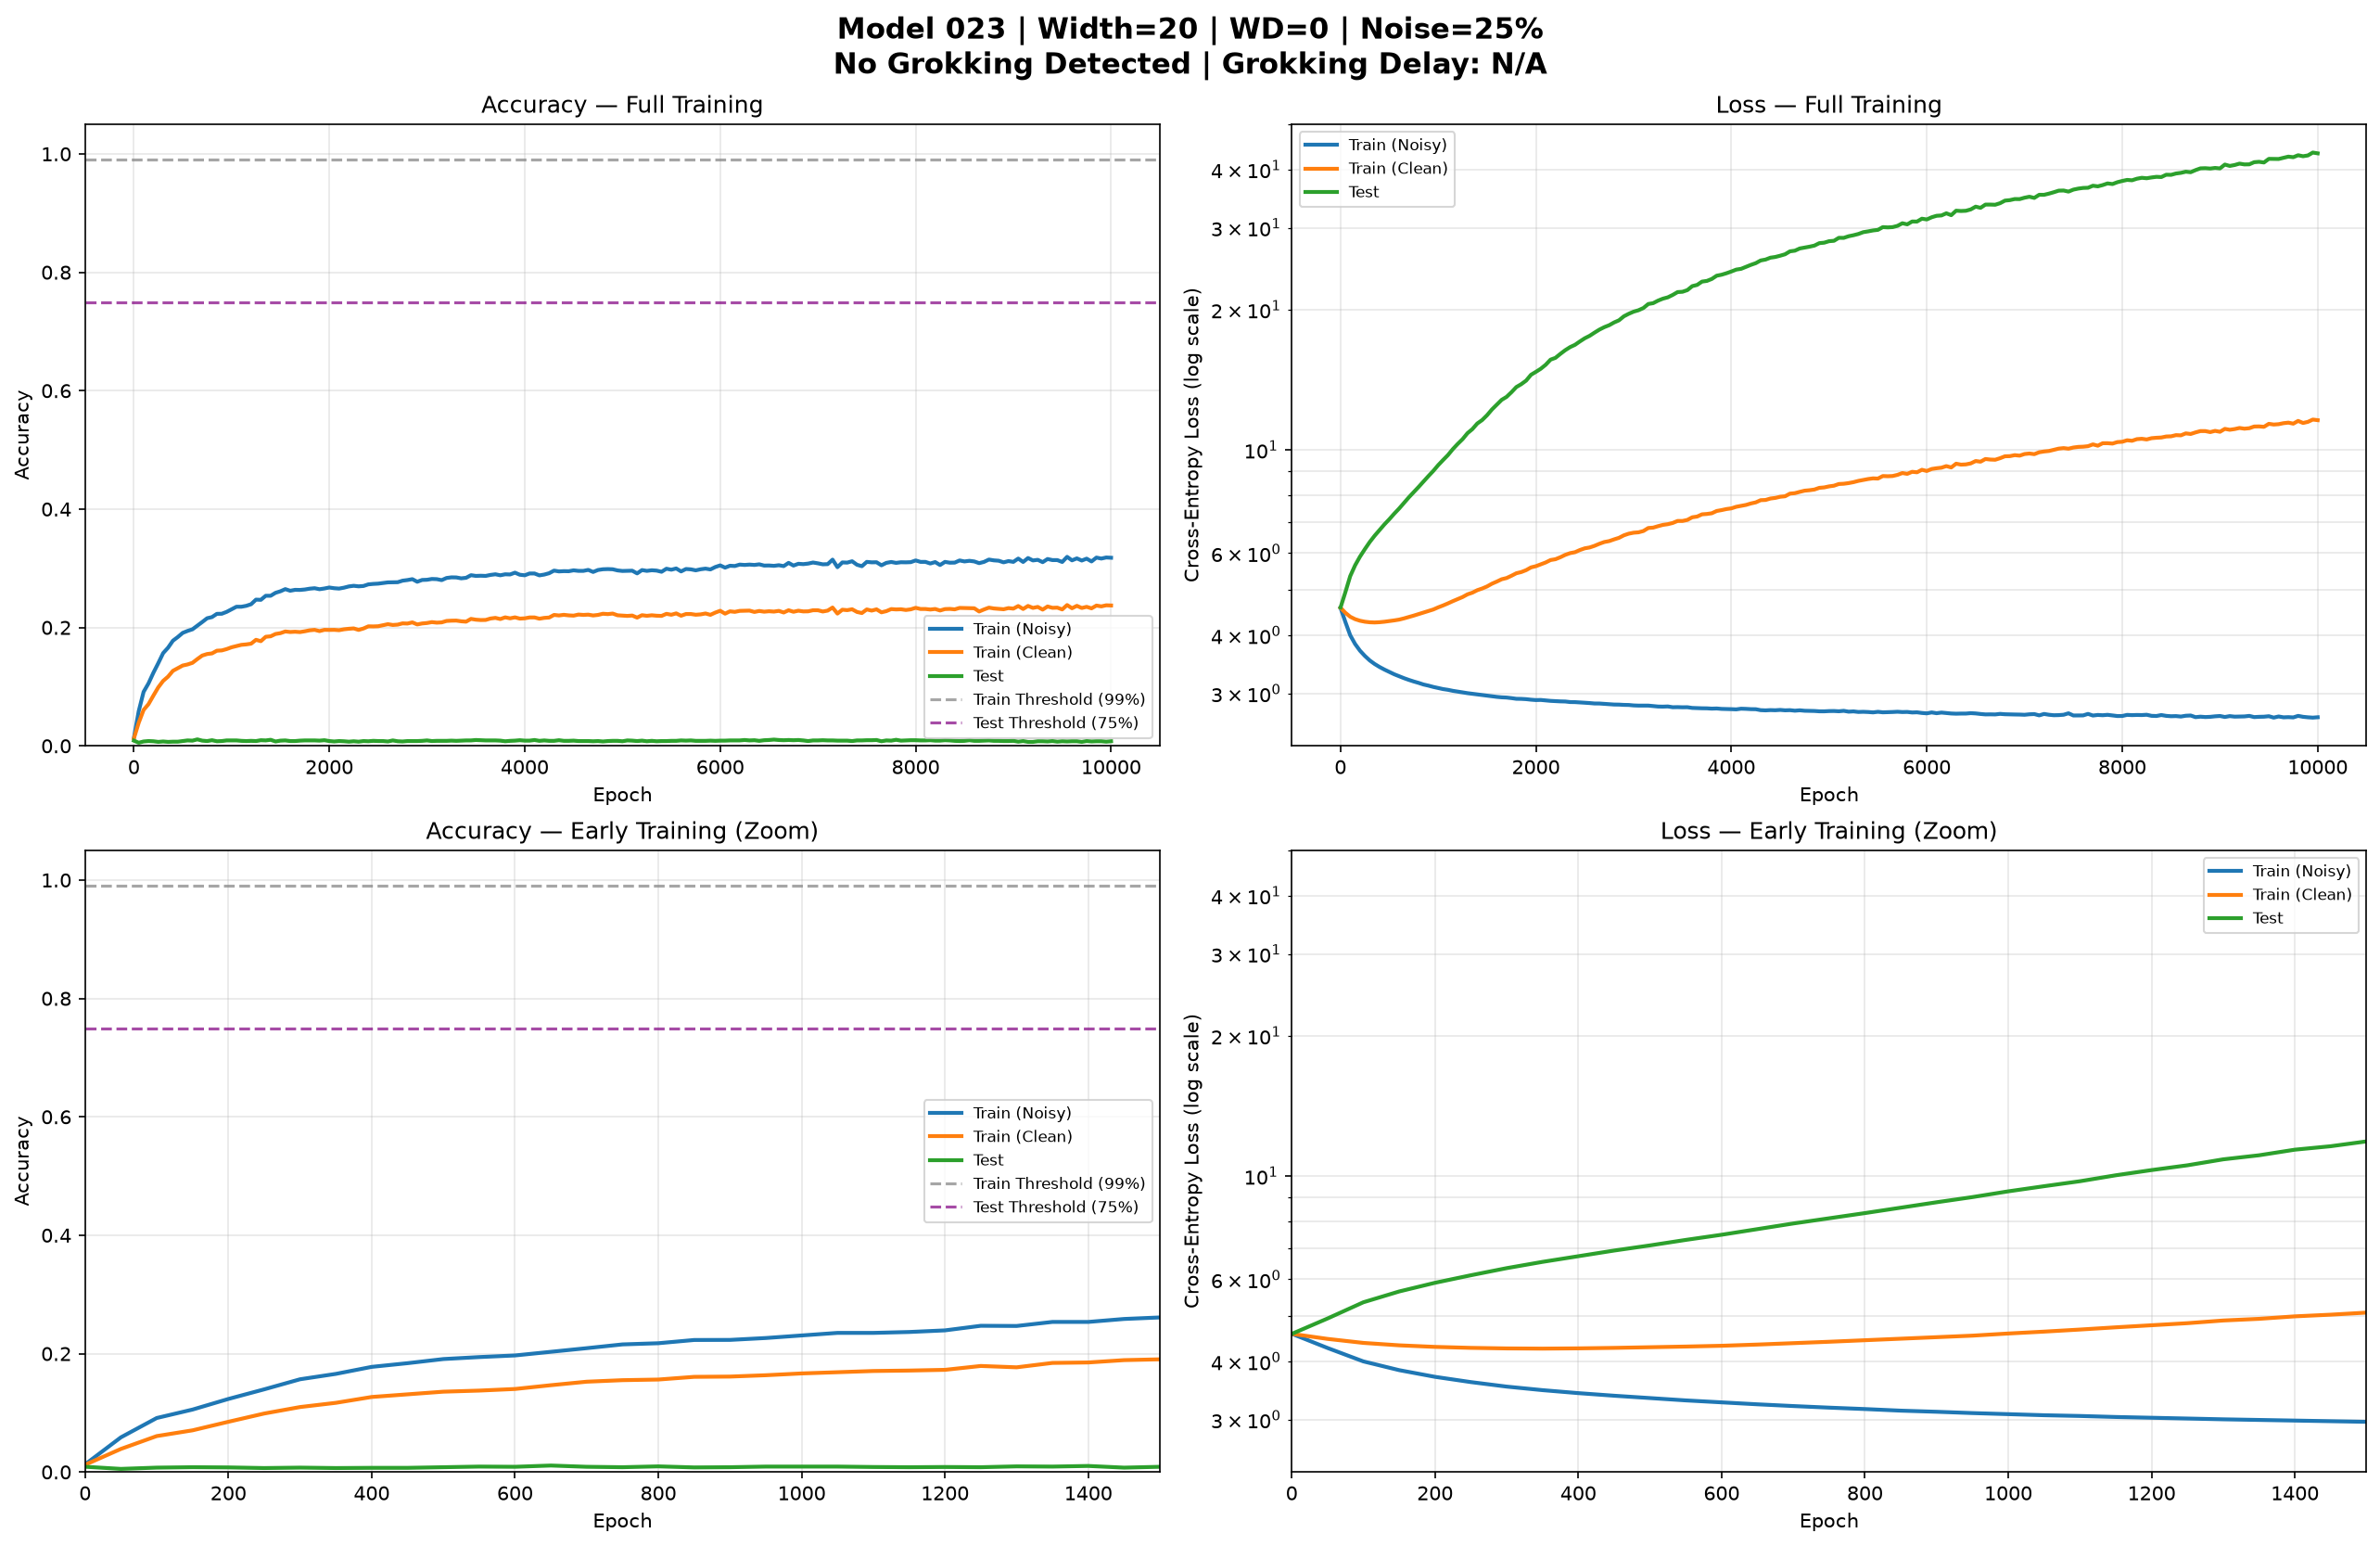 Model 023 | Width=20 | WD=0 | Noise=25%
No Grokking Detected | Grokking Delay: N/A
Accuracy — Full Training
1.0
0.8
0.6
0.4
0.2
0.0
Accuracy
0 2000 4000 6000 8000 10000
Epoch
Train (Noisy)
Train (Clean)
Test
Train Threshold (99%)
Test Threshold (75%)
Loss — Full Training
4 × 10¹
3 × 10¹
2 × 10¹
10¹
6 × 10⁰
4 × 10⁰
3 × 10⁰
Cross-Entropy Loss (log scale)
0 2000 4000 6000 8000 10000
Epoch
Train (Noisy)
Train (Clean)
Test
Accuracy — Early Training (Zoom)
1.0
0.8
0.6
0.4
0.2
0.0
Accuracy
0 200 400 600 800 1000 1200 1400
Epoch
Train (Noisy)
Train (Clean)
Test
Train Threshold (99%)
Test Threshold (75%)
Loss — Early Training (Zoom)
4 × 10¹
3 × 10¹
2 × 10¹
10¹
6 × 10⁰
4 × 10⁰
3 × 10⁰
Cross-Entropy Loss (log scale)
0 200 400 600 800 1000 1200 1400
Epoch
Train (Noisy)
Train (Clean)
Test